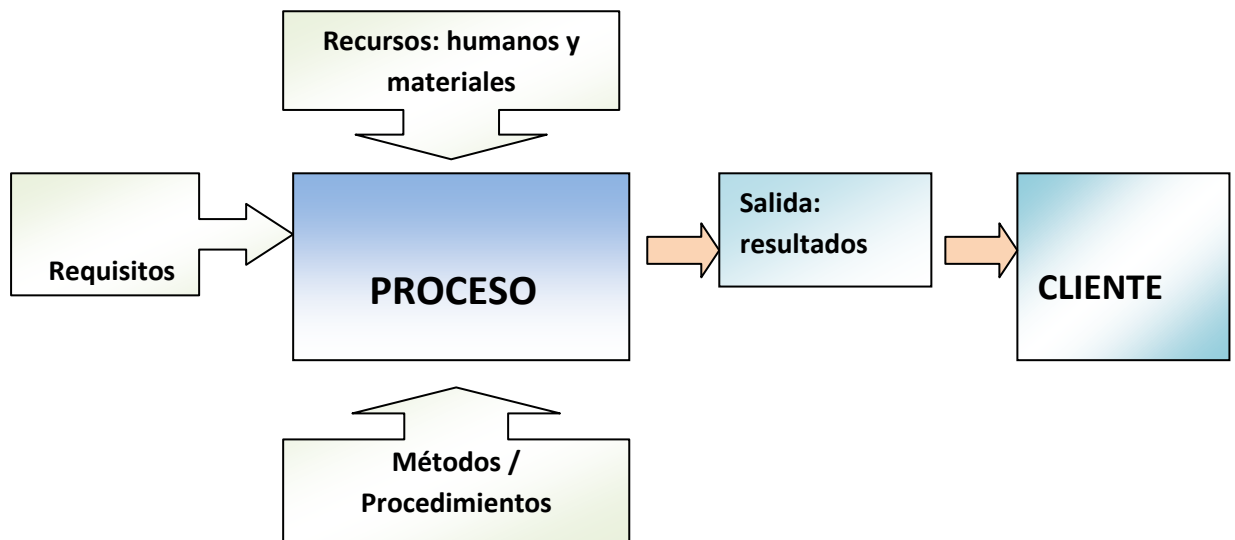 Recursos: humanos y
materiales
Requisitos
PROCESO
Salida:
resultados
CLIENTE
Métodos /
Procedimientos